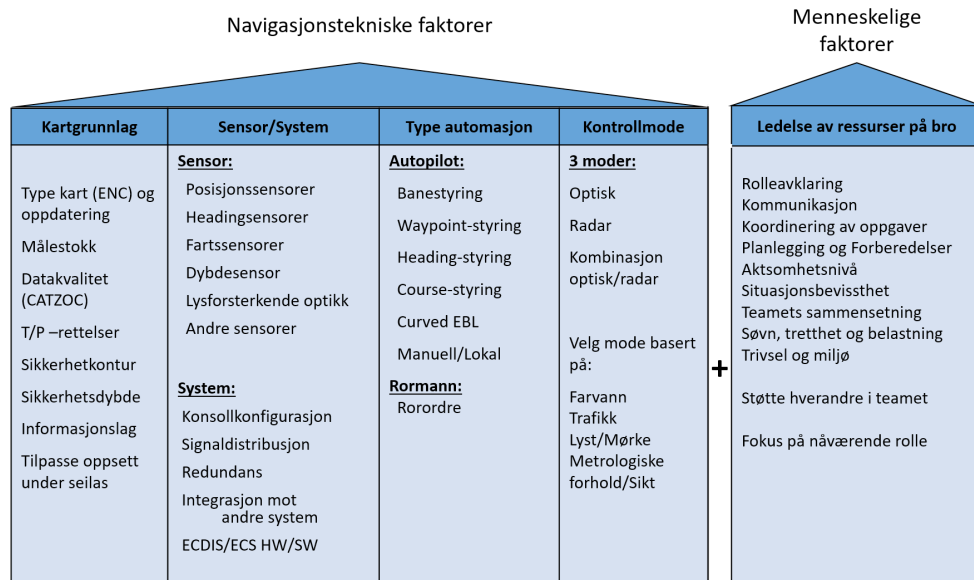 Navigasjonstekniske faktorer
Menneskelige
faktorer
Kartgrunnlag
Type kart (ENC) og
oppdatering
Målestokk
Datakvalitet
(CATZOC)
T/P –rettelser
Sikkerhetkontur
Sikkerhetsdybde
Informasjonslag
Tilpasse oppsett
under seilas
Sensor/System
Sensor:
Posisjonssensorer
Headingsensorer
Fartssensorer
Dybdesensor
Lysforsterkende optikk
Andre sensorer
System:
Konsollkonfigurasjon
Signaldistribusjon
Redundans
Integrasjon mot
andre system
ECDIS/ECS HW/SW
Type automasjon
Autopilot:
Banestyring
Waypoint-styring
Heading-styring
Course-styring
Curved EBL
Manuell/Lokal
Rormann:
Rorordre
Kontrollmode
3 moder:
Optisk
Radar
Kombinasjon
optisk/radar
Velg mode basert
på:
Farvann
Trafikk
Lyst/Mørke
Metrologiske
forhold/Sikt
+
Ledelse av ressurser på bro
Rolleavklaring
Kommunikasjon
Koordinering av oppgaver
Planlegging og Forberedelser
Aktsomhetsnivå
Situasjonsbevissthet
Teamets sammensetning
Søvn, tretthet og belastning
Trivsel og miljø
Støtte hverandre i teamet
Fokus på nåværende rolle